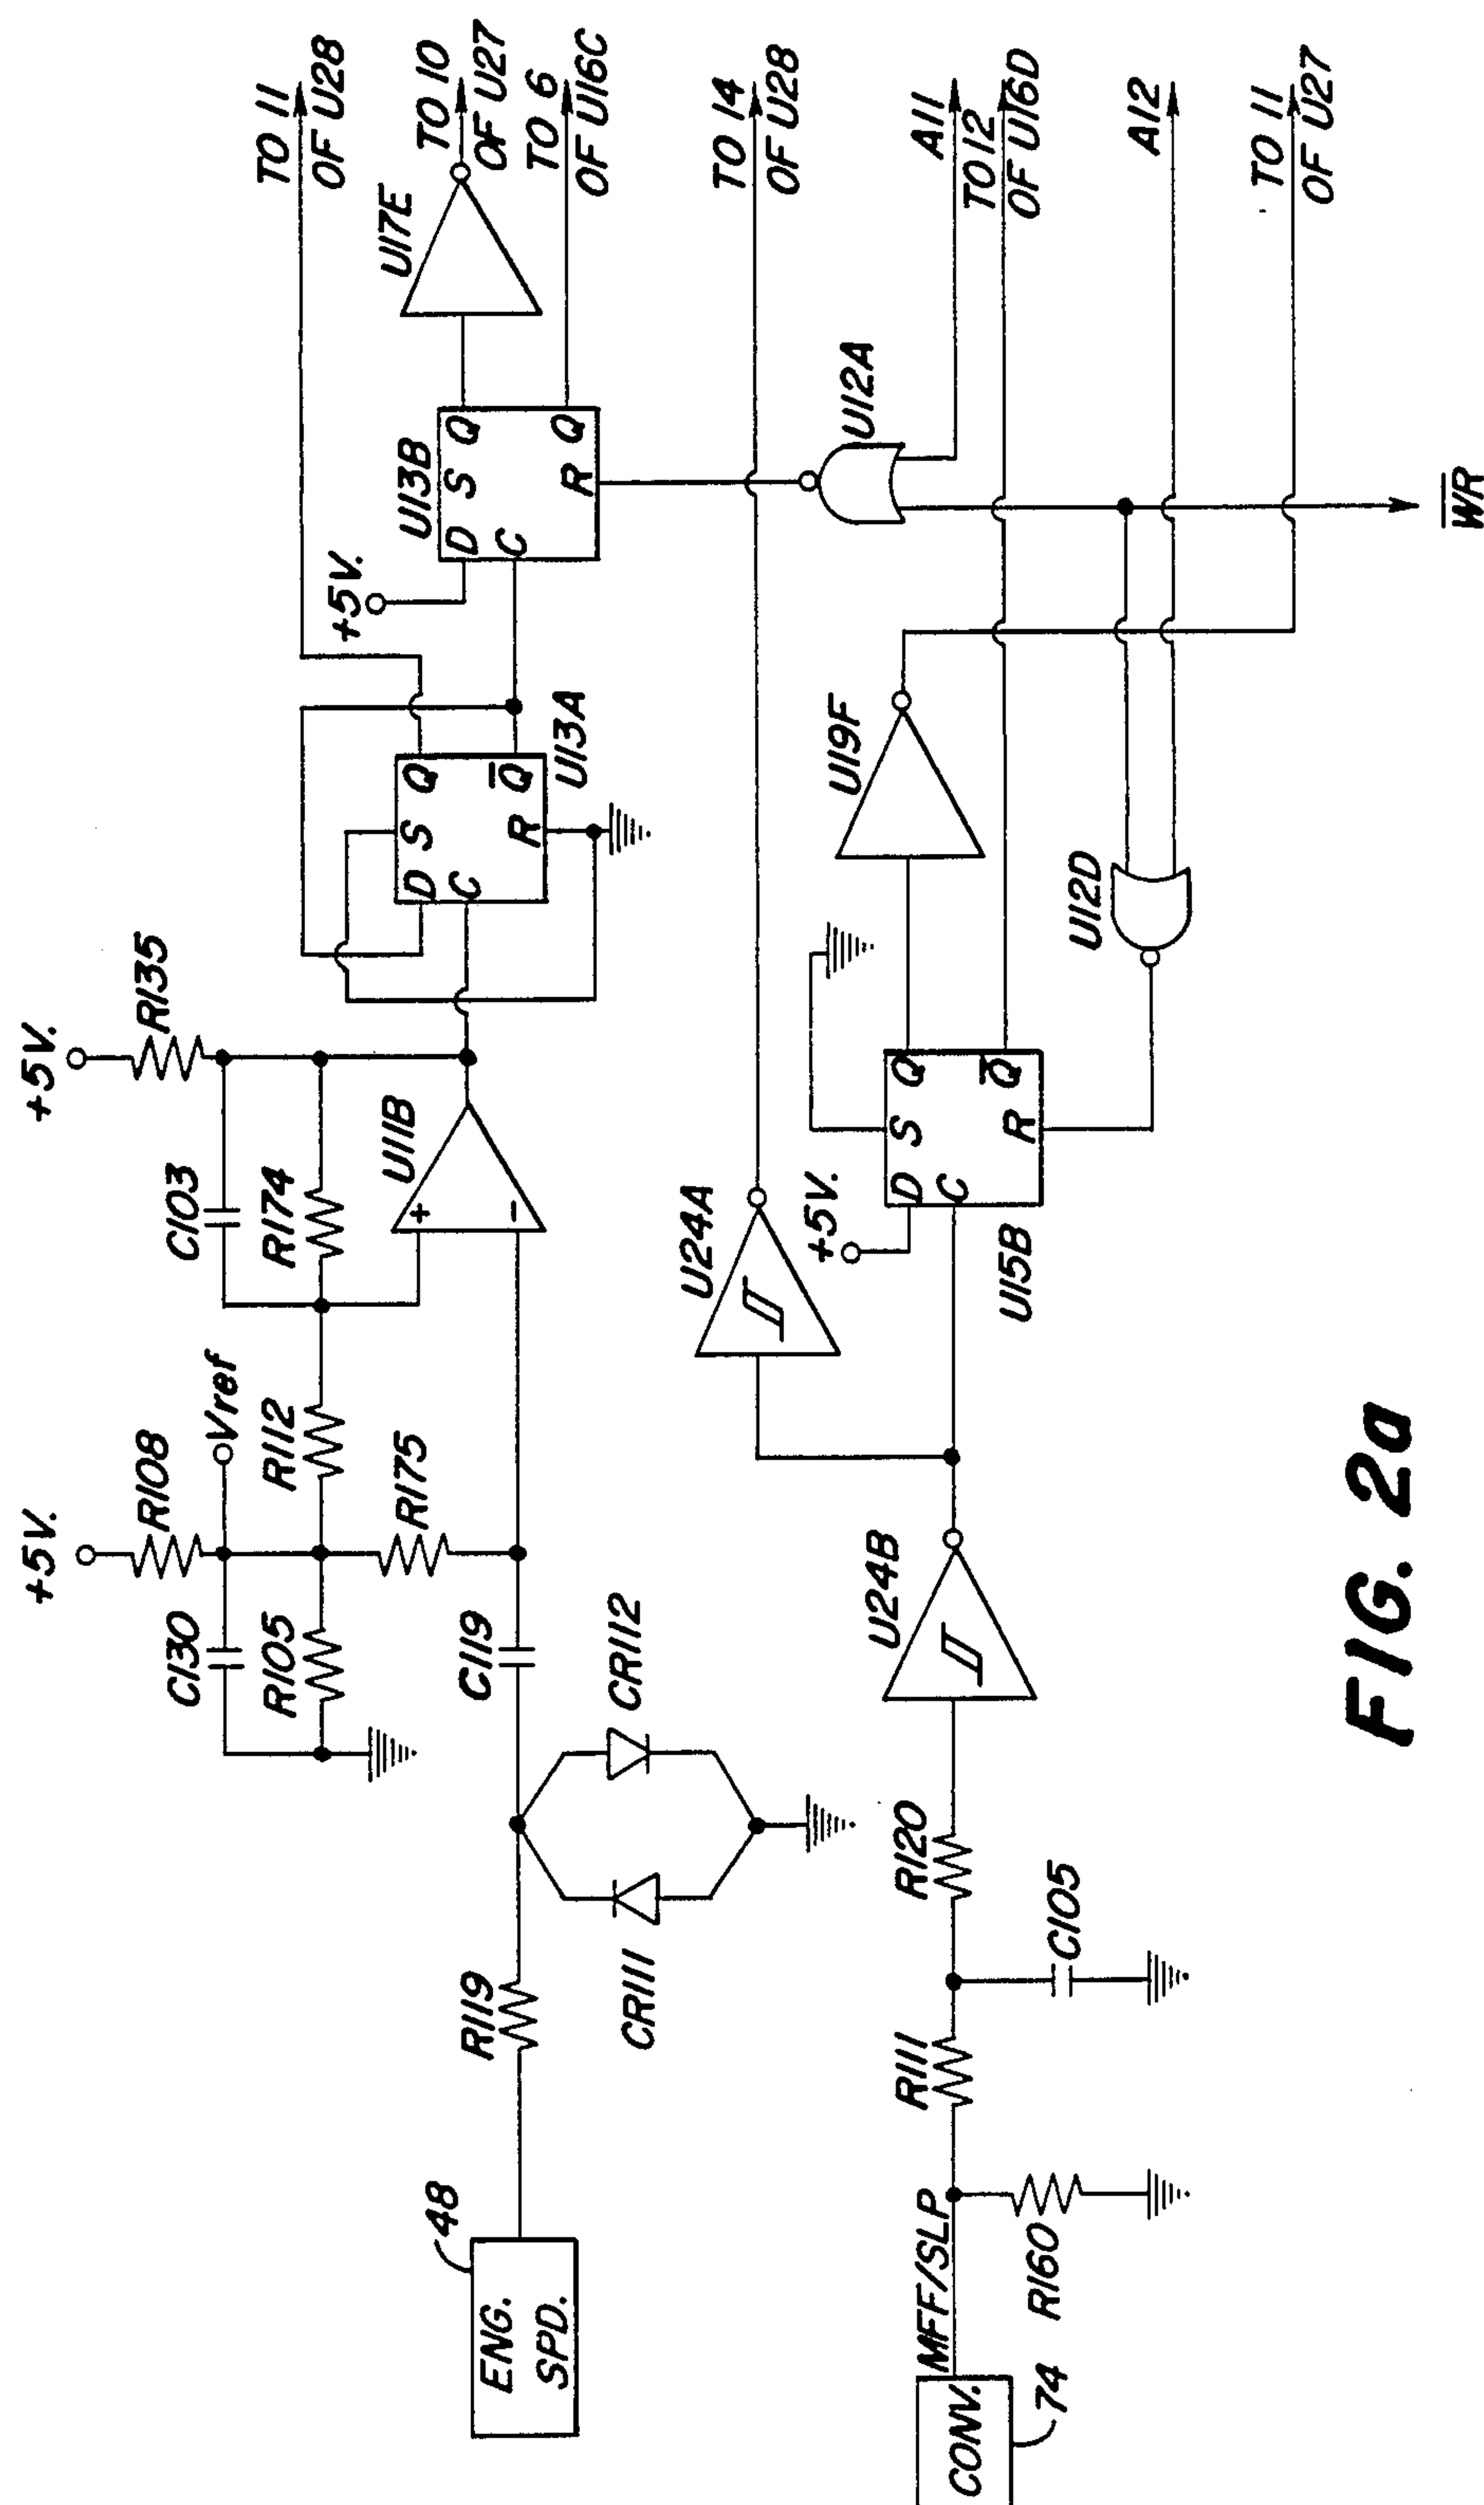 +5V.
+5V.
R108
C130
Vref
R105
R112
R175
C103
R174
R135
U11B
+
-
ENG.
SPD.
48
R119
C119
CR111
CR112
D
S
Q
C
R
Q
U13A
+5V.
U13B
D
S
Q
C
R
Q
U17E
TO 11
OF U28
TO 10
OF U27
TO 6
OF U16C
TO 14
OF U28
A11
TO 12
OF U16D
A12
TO 11
OF U27
U12A
WR
CONV.
74
MFF/SLP
R160
R111
C105
R120
U24B
U24A
+5V.
D
S
Q
C
R
Q
U15B
U19F
U12D
FIG. 2a